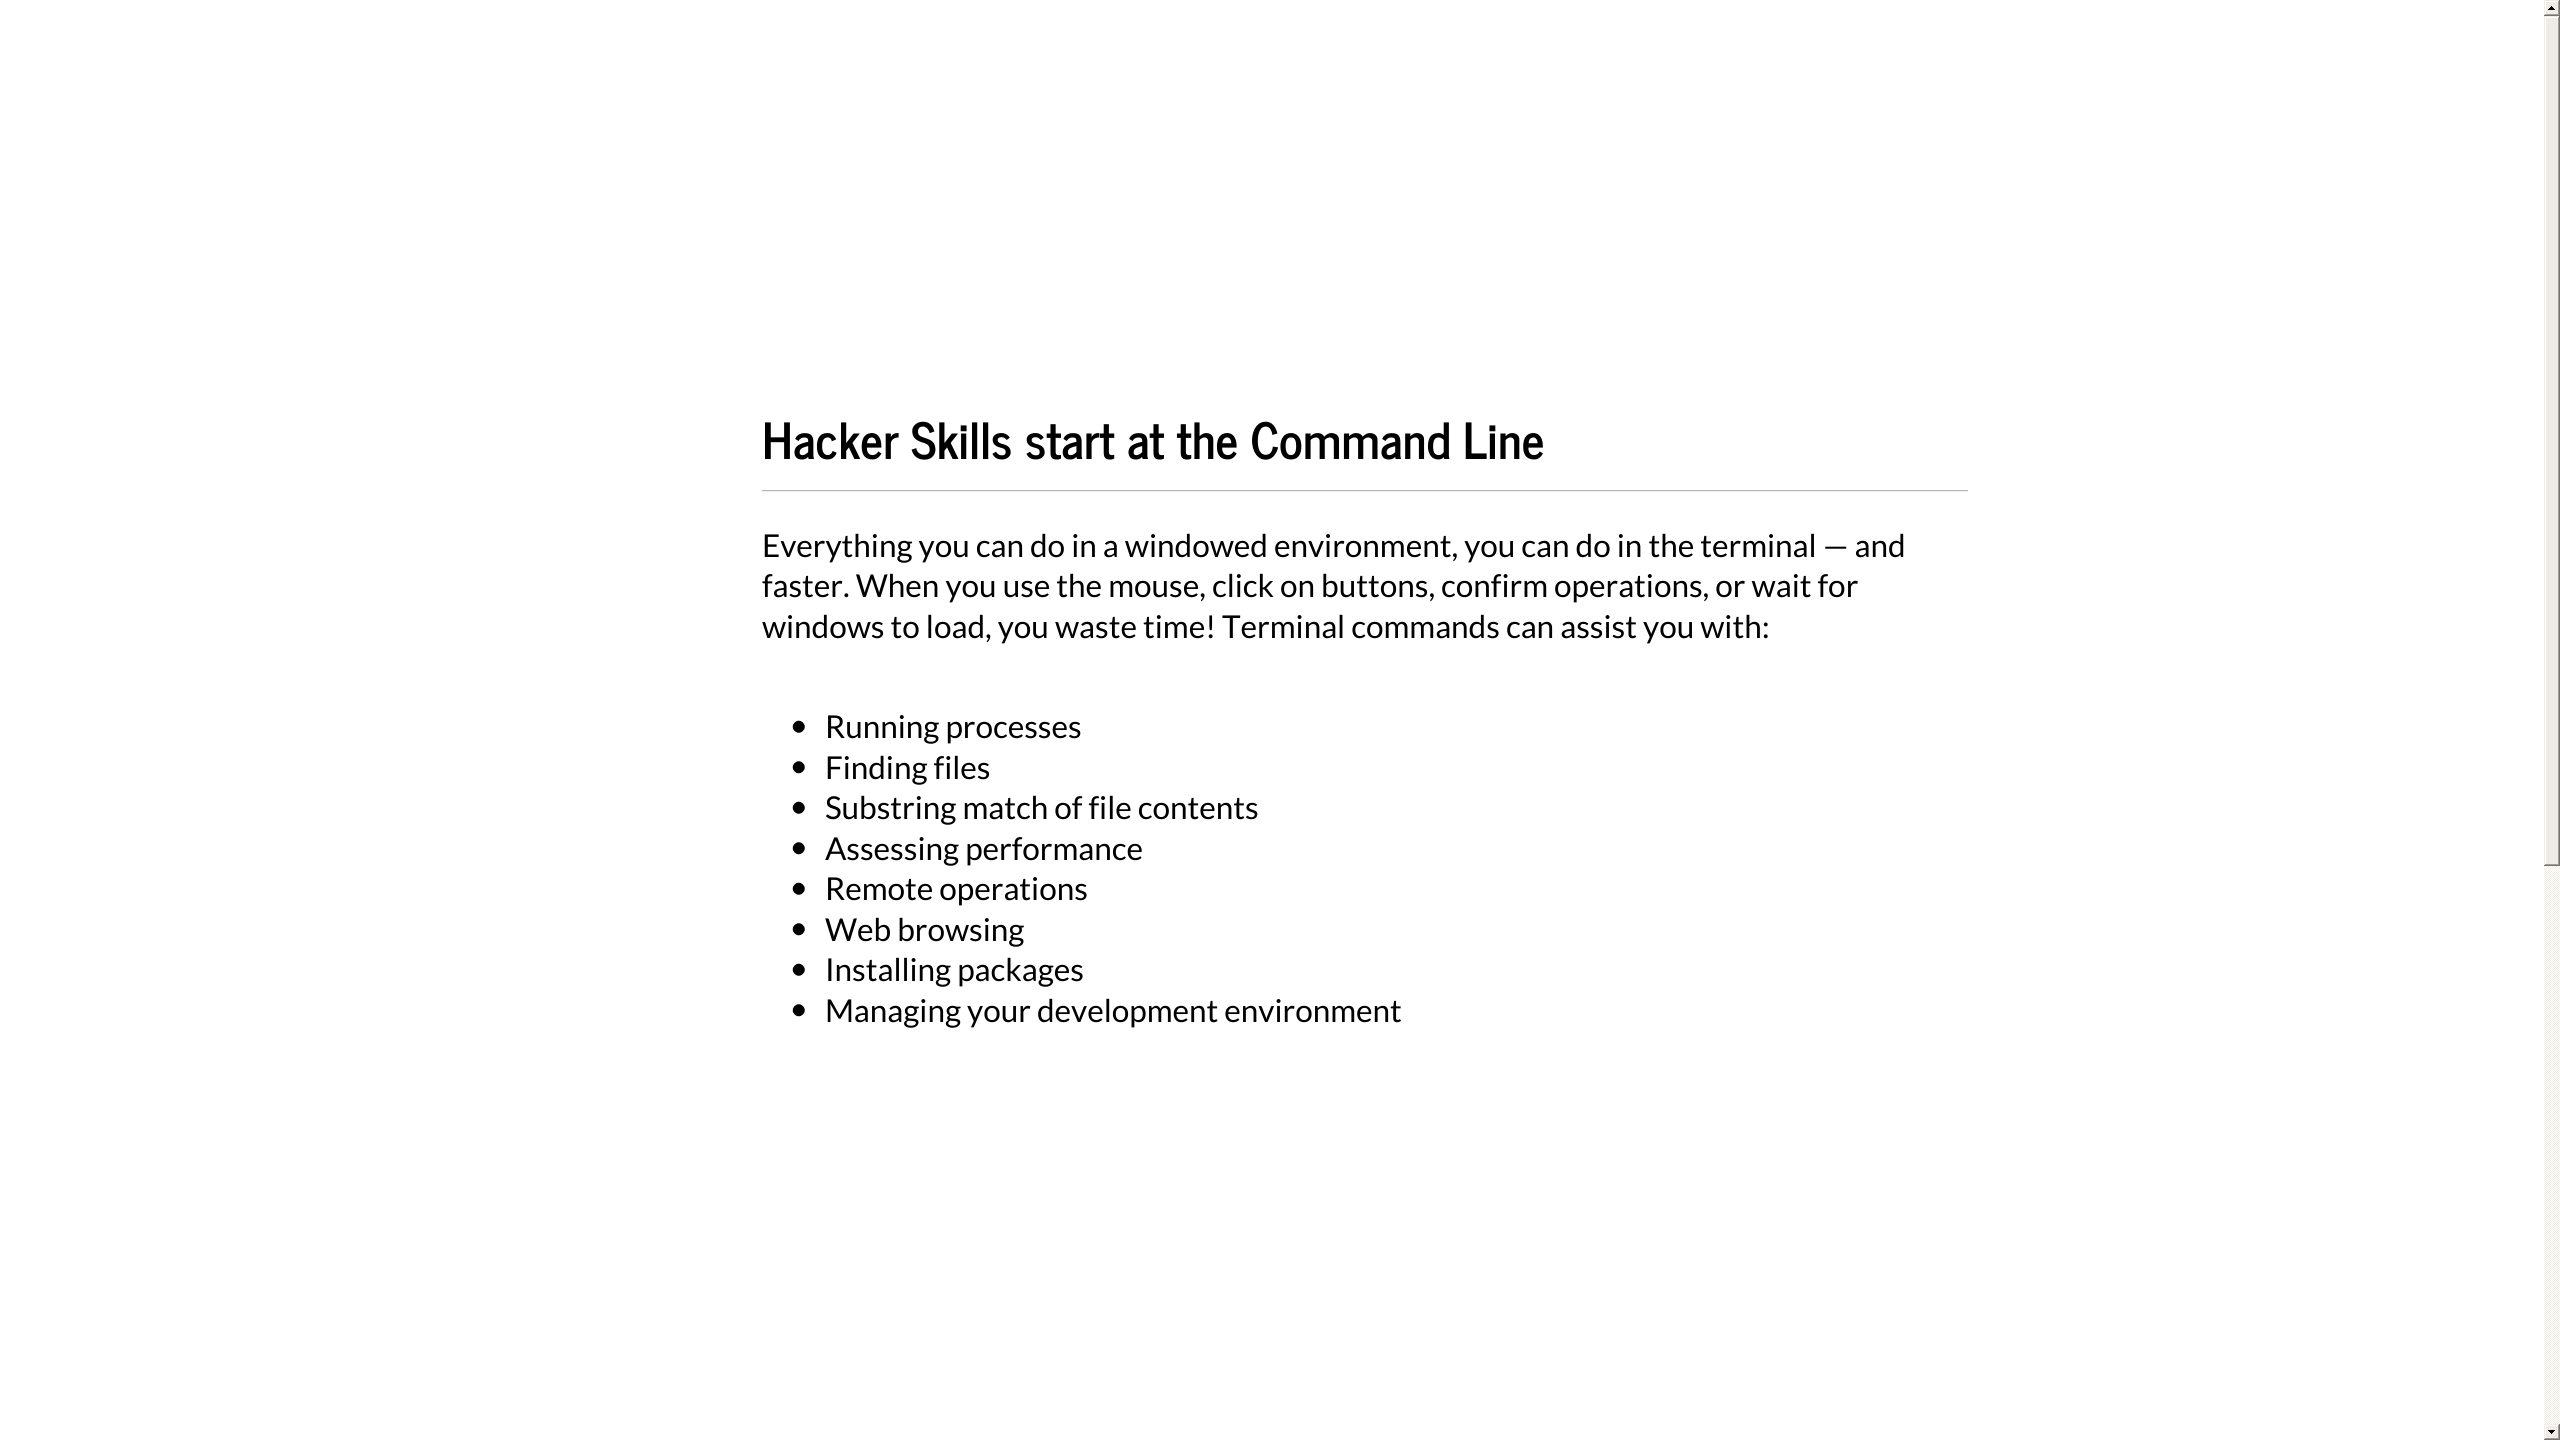 Hacker Skills start at the Command Line
Everything you can do in a windowed environment, you can do in the terminal — and
faster. When you use the mouse, click on buttons, confirm operations, or wait for
windows to load, you waste time! Terminal commands can assist you with:
• Running processes
• Finding files
• Substring match of file contents
• Assessing performance
• Remote operations
• Web browsing
• Installing packages
• Managing your development environment